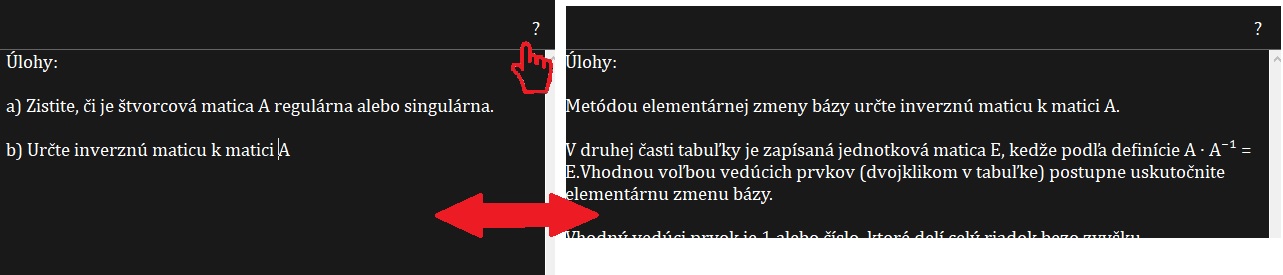 ?
Úlohy:
a) Zistite, či je štvorcová matica A regulárna alebo singulárna.
b) Určte inverznú maticu k matici A
?
Úlohy:
Metódou elementárnej zmeny bázy určte inverznú maticu k matici A.
V druhej časti tabuľky je zapísaná jednotková matica E, kedže podľa definície A · A⁻¹ =
E.Vhodnou voľbou vedúcich prvkov (dvojklikom v tabuľke) postupne uskutočnite
elementárnu zmenu bázy.
Vhodný vedúci prvok je 1 alebo číslo, ktoré delí celý riadok bezo zvyšku